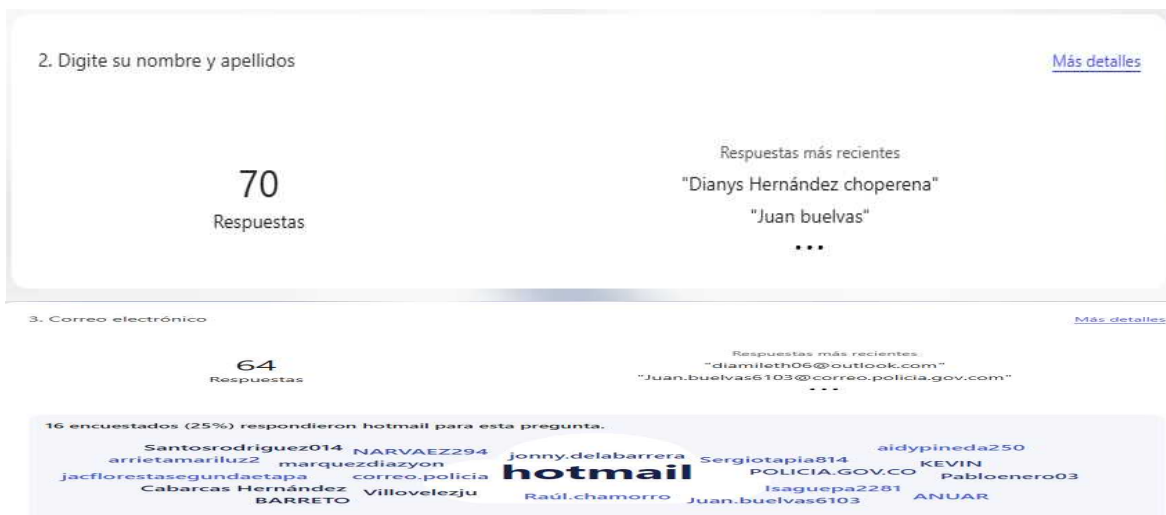 2. Digite su nombre y apellidos
Más detalles
70
Respuestas
Respuestas más recientes
"Dianys Hernández choperena"
"Juan buelvas"
...
3. Correo electrónico
Más detalles
64
Respuestas
Respuestas más recientes
"diamileth06@outlook.com"
"Juan.buelvas6103@correo.policia.gov.com"
...
16 encuestados (25%) respondieron hotmail para esta pregunta.
Santosrodriguez014 NARVAEZ294 jonny.delabarrera Sergiotapia814 aidypineda250
arrietamariluz2 marquezdiazyon hotmail POLICIA.GOV.CO KEVIN
jacflorestasegundaetapa correo.policia Pabloenero03
Cabarcas Hernández Villovelezju Raúl.chamorro Isaguepa2281 ANUAR
BARRETO Juan.buelvas6103